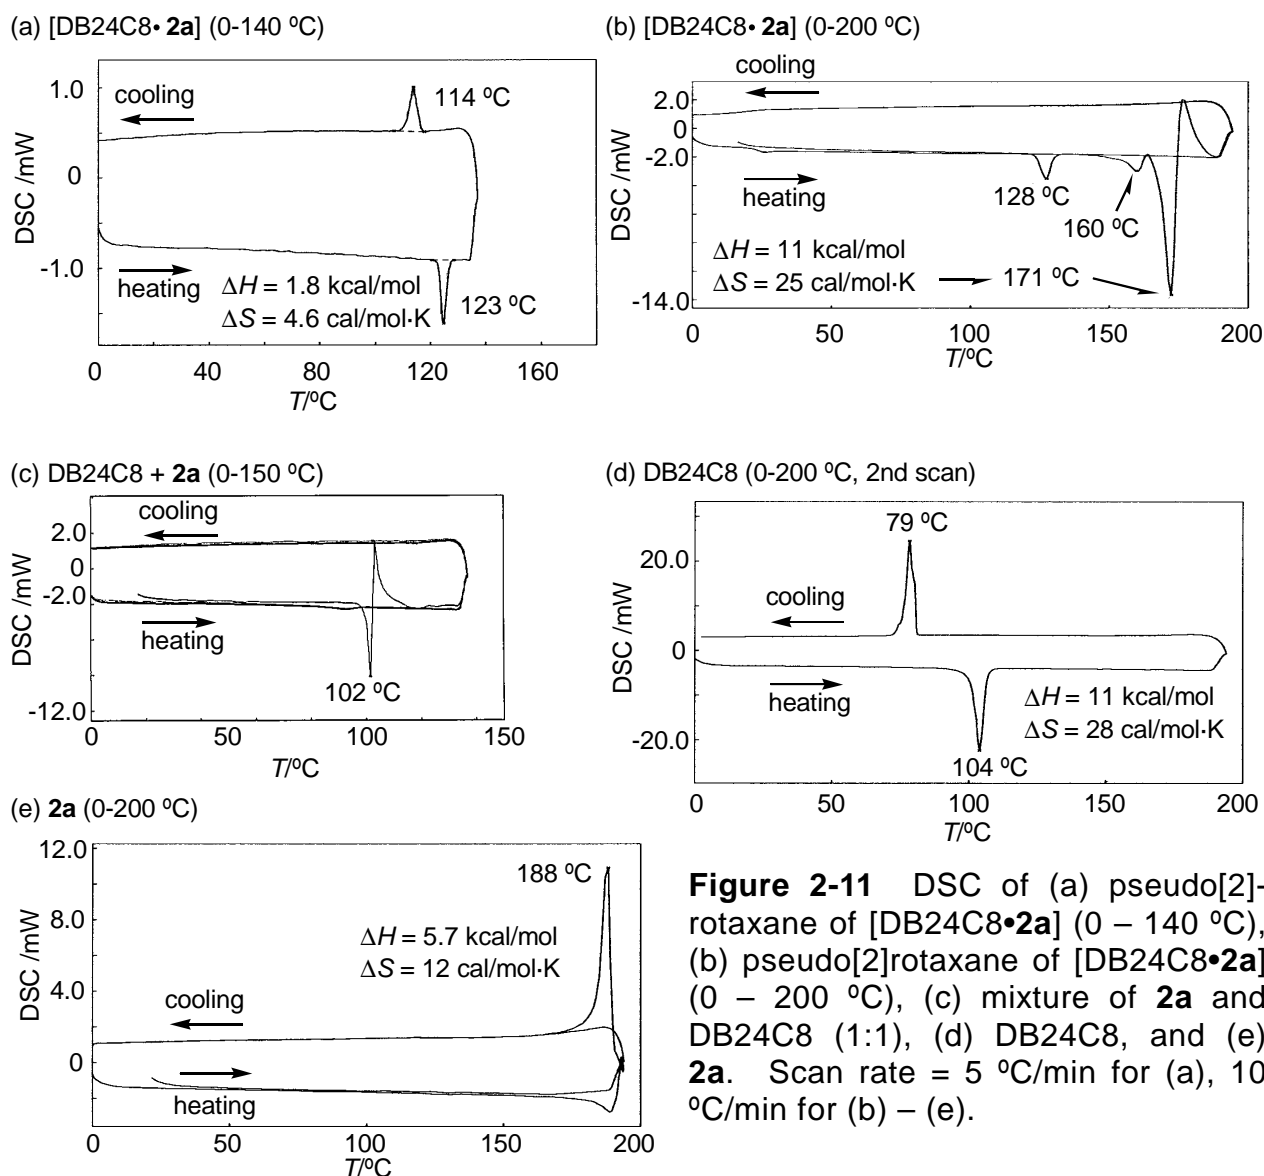 (a) [DB24C8• 2a] (0-140 ºC)
1.0
0
-1.0
DSC /mW
cooling
114 ºC
heating
ΔH = 1.8 kcal/mol
ΔS = 4.6 cal/mol·K
123 ºC
0 40 80 120 160
T/ºC
(b) [DB24C8• 2a] (0-200 ºC)
cooling
2.0
0
-2.0
-14.0
DSC /mW
heating
128 ºC
160 ºC
ΔH = 11 kcal/mol
ΔS = 25 cal/mol·K
171 ºC
0 50 100 150 200
T/ºC
(c) DB24C8 + 2a (0-150 ºC)
cooling
2.0
0
-2.0
-12.0
DSC /mW
heating
102 ºC
0 50 100 150
T/ºC
(d) DB24C8 (0-200 ºC, 2nd scan)
79 ºC
20.0
0
-20.0
DSC /mW
cooling
heating
ΔH = 11 kcal/mol
ΔS = 28 cal/mol·K
104 ºC
0 50 100 150 200
T/ºC
(e) 2a (0-200 ºC)
12.0
8.0
4.0
0
DSC /mW
188 ºC
ΔH = 5.7 kcal/mol
ΔS = 12 cal/mol·K
cooling
heating
0 50 100 150 200
T/ºC
Figure 2-11 DSC of (a) pseudo[2]-
rotaxane of [DB24C8•2a] (0 – 140 ºC),
(b) pseudo[2]rotaxane of [DB24C8•2a]
(0 – 200 ºC), (c) mixture of 2a and
DB24C8 (1:1), (d) DB24C8, and (e)
2a. Scan rate = 5 ºC/min for (a), 10
ºC/min for (b) – (e).